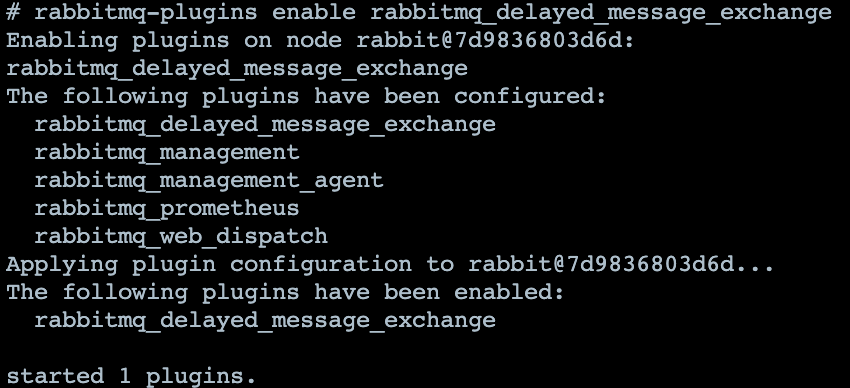 # rabbitmq-plugins enable rabbitmq_delayed_message_exchange
Enabling plugins on node rabbit@7d9836803d6d:
rabbitmq_delayed_message_exchange
The following plugins have been configured:
  rabbitmq_delayed_message_exchange
  rabbitmq_management
  rabbitmq_management_agent
  rabbitmq_prometheus
  rabbitmq_web_dispatch
Applying plugin configuration to rabbit@7d9836803d6d...
The following plugins have been enabled:
  rabbitmq_delayed_message_exchange

started 1 plugins.